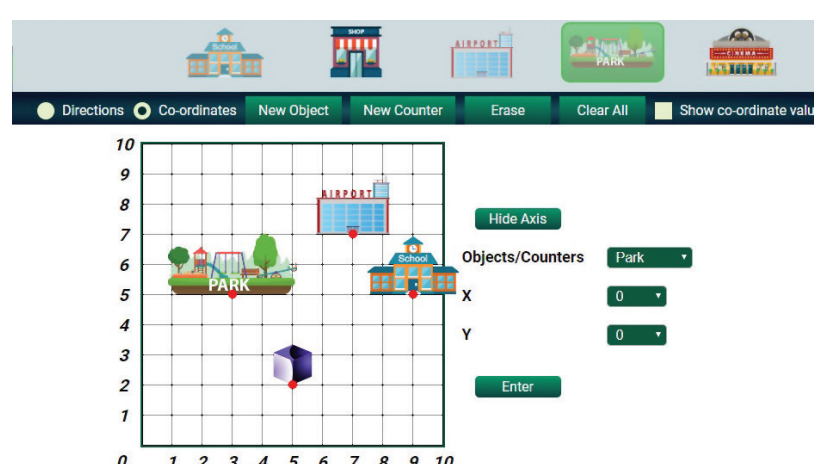 School
SHOP
AIRPORT
PARK
CINEMA
Directions Co-ordinates New Object New Counter Erase Clear All Show co-ordinate valu
10
9
8
7
6
5
4
3
2
1
0 1 2 3 4 5 6 7 8 9 10
AIRPORT
School
PARK
Hide Axis
Objects/Counters Park
X 0
Y 0
Enter